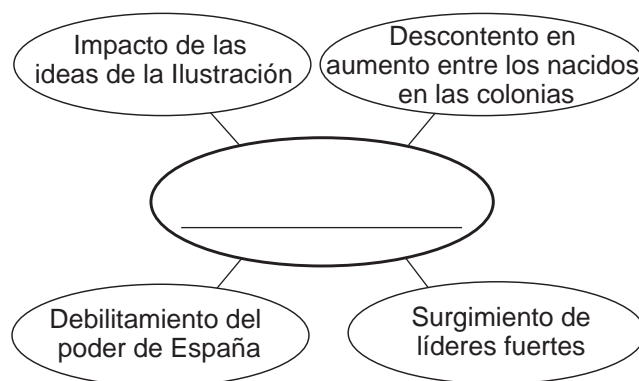 Impacto de las
ideas de la Ilustración
Descontento en
aumento entre los nacidos
en las colonias
Debilitamiento del
poder de España
Surgimiento de
líderes fuertes